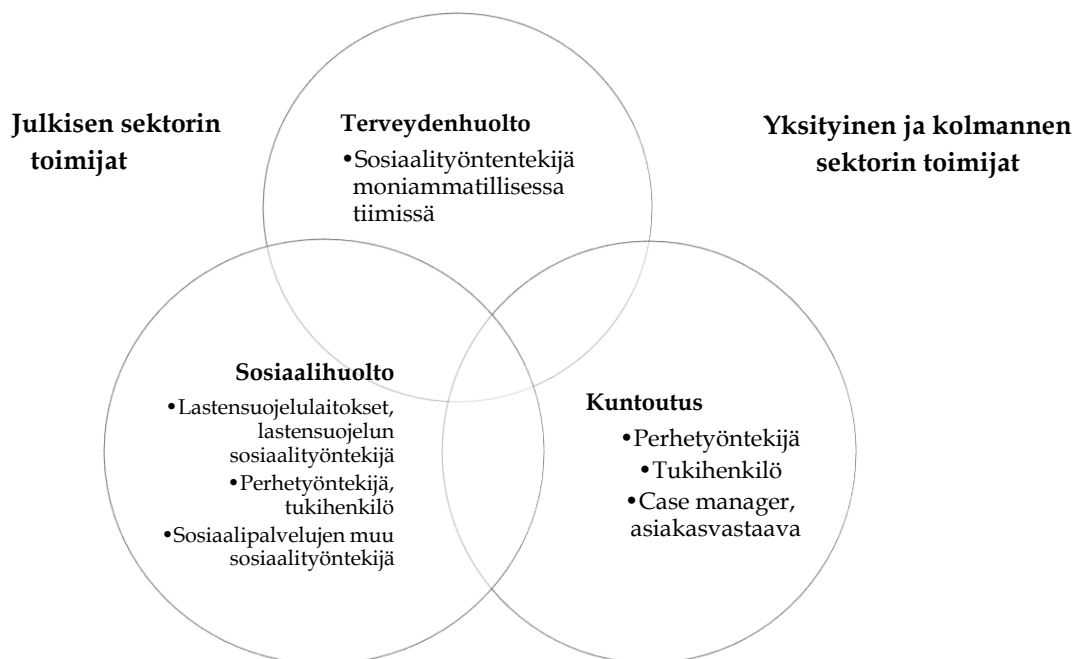 Julkisen sektorin
toimijat
Terveydenhuolto
•Sosiaalityöntentekijä
moniammatillisessa
tiimissä
Yksityinen ja kolmannen
sektorin toimijat
Sosiaalihuolto
•Lastensuojelulaitokset,
lastensuojelun
sosiaalityöntekijä
•Perhetyöntekijä,
tukihenkilö
•Sosiaalipalvelujen muu
sosiaalityöntekijä
Kuntoutus
•Perhetyöntekijä
•Tukihenkilö
•Case manager,
asiakasvastaava